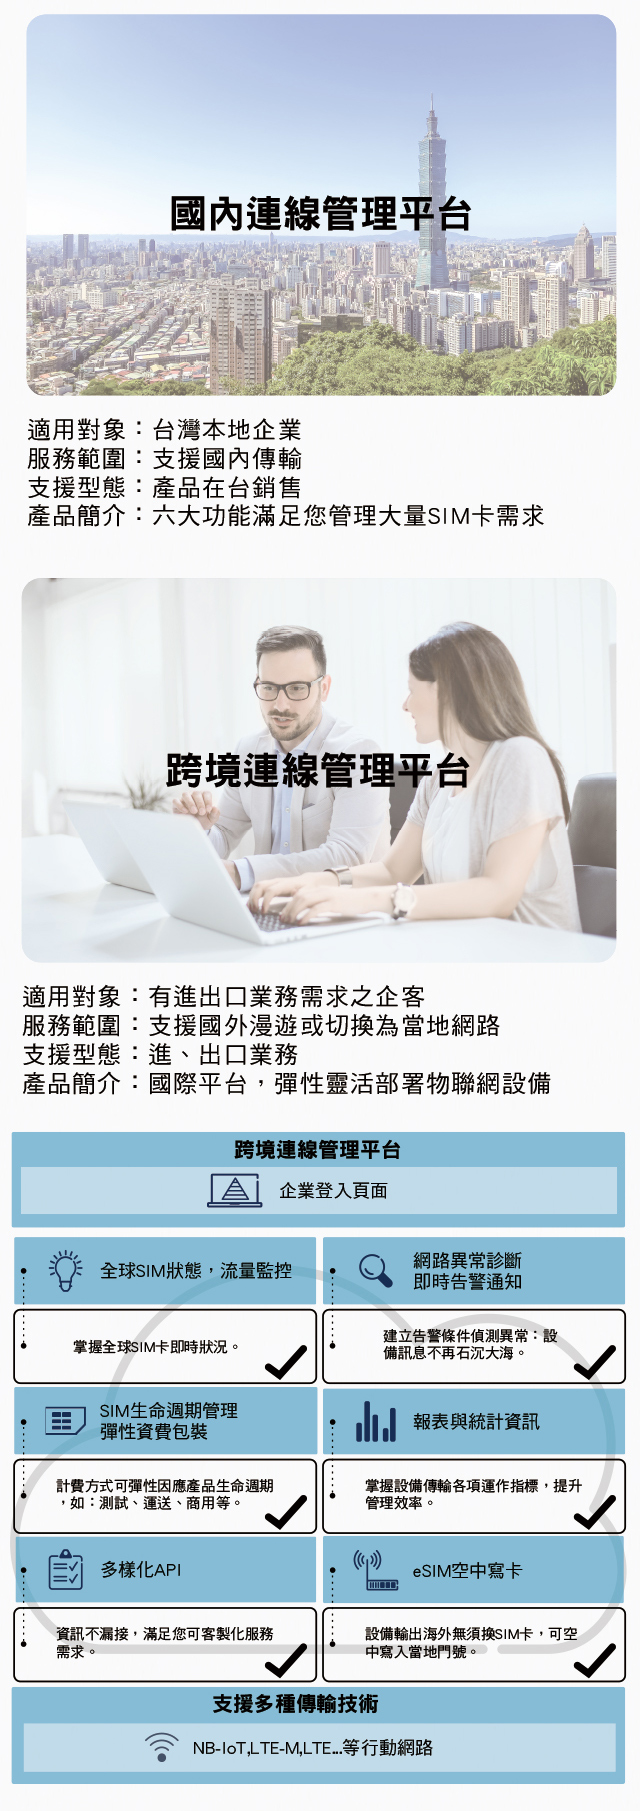 國內連線管理平台
適用對象：台灣本地企業
服務範圍：支援國內傳輸
支援型態：產品在台銷售
產品簡介：六大功能滿足您管理大量SIM卡需求
跨境連線管理平台
適用對象：有進出口業務需求之企客
服務範圍：支援國外漫遊或切換為當地網路
支援型態：進、出口業務
產品簡介：國際平台，彈性靈活部署物聯網設備
跨境連線管理平台
企業登入頁面
全球SIM狀態，流量監控
網路異常診斷
即時告警通知
掌握全球SIM卡即時狀況。
建立告警條件偵測異常：設
備訊息不再石沉大海。
SIM生命週期管理
彈性資費包裝
報表與統計資訊
計費方式可彈性因應產品生命週期
，如：測試、運送、商用等。
掌握設備傳輸各項運作指標，提升
管理效率。
多樣化API
eSIM空中寫卡
資訊不漏接，滿足您可客製化服務
需求。
設備輸出海外無須換SIM卡，可空
中寫入當地門號。
支援多種傳輸技術
NB-IoT,LTE-M,LTE...等行動網路